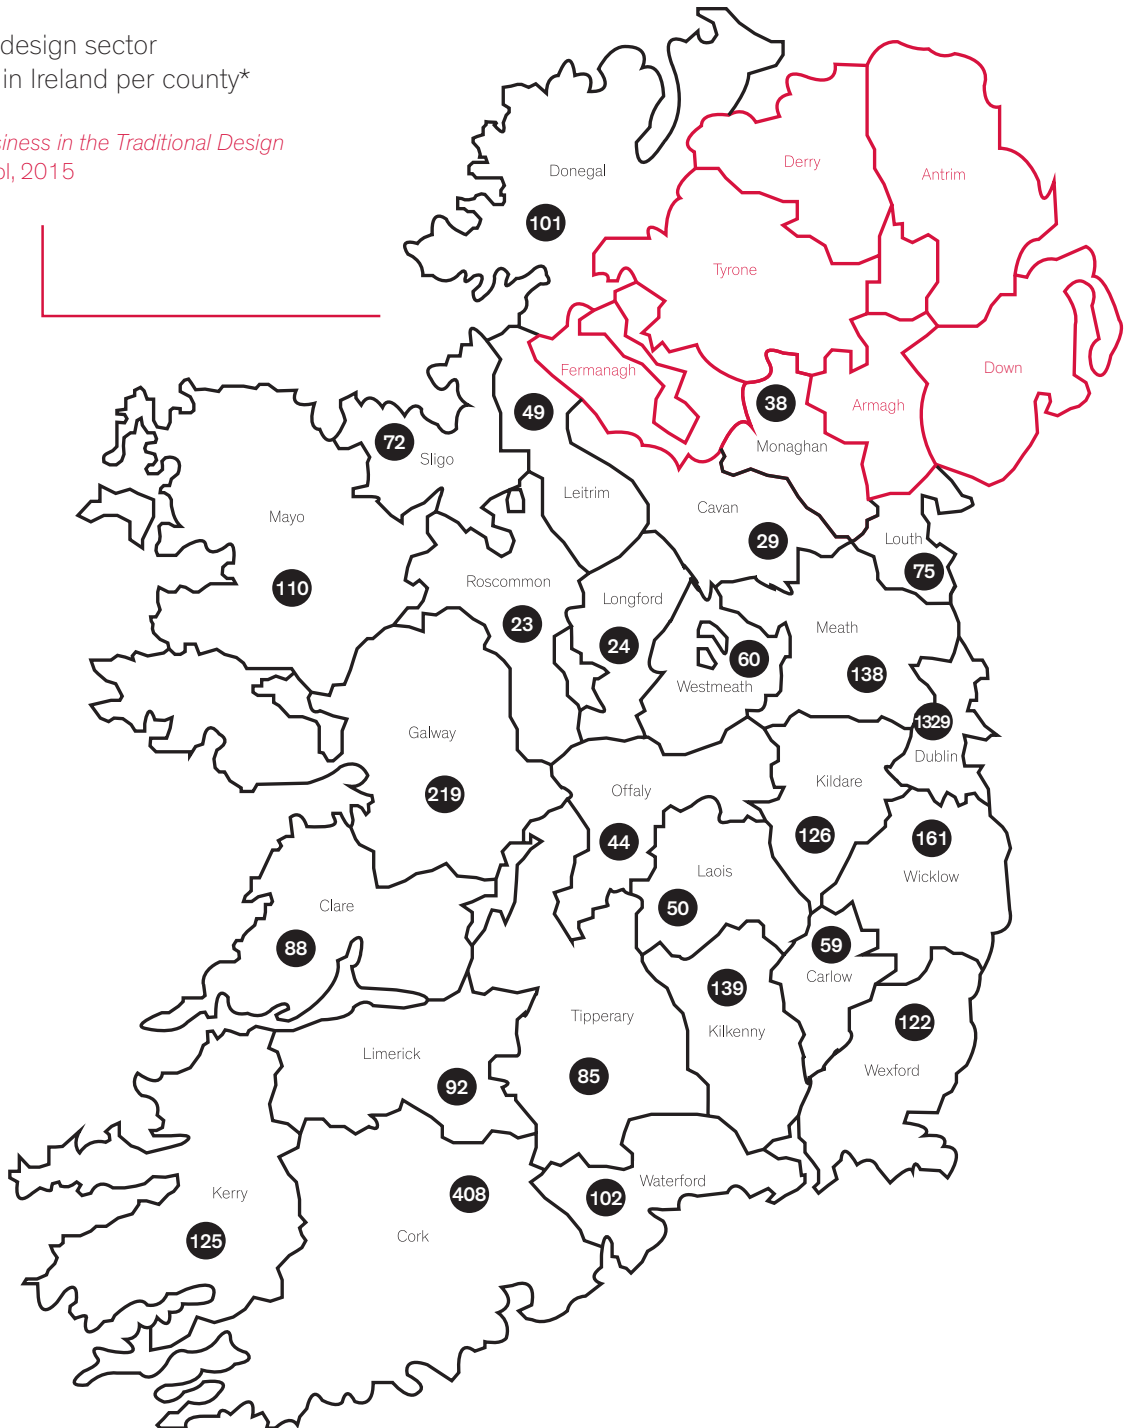 design sector
in Ireland per county*
siness in the Traditional Design
ol, 2015
Donegal
101
Derry
Antrim
Tyrone
Fermanagh
Down
Armagh
38
Monaghan
49
72
Sligo
Leitrim
Mayo
110
Cavan
29
Louth
75
Roscommon
23
Longford
24
Meath
138
60
Westmeath
1329
Dublin
Galway
219
Offaly
44
Kildare
126
161
Wicklow
Laois
50
Clare
88
59
Carlow
139
Kilkenny
122
Wexford
Tipperary
85
Limerick
92
Waterford
102
Kerry
125
408
Cork